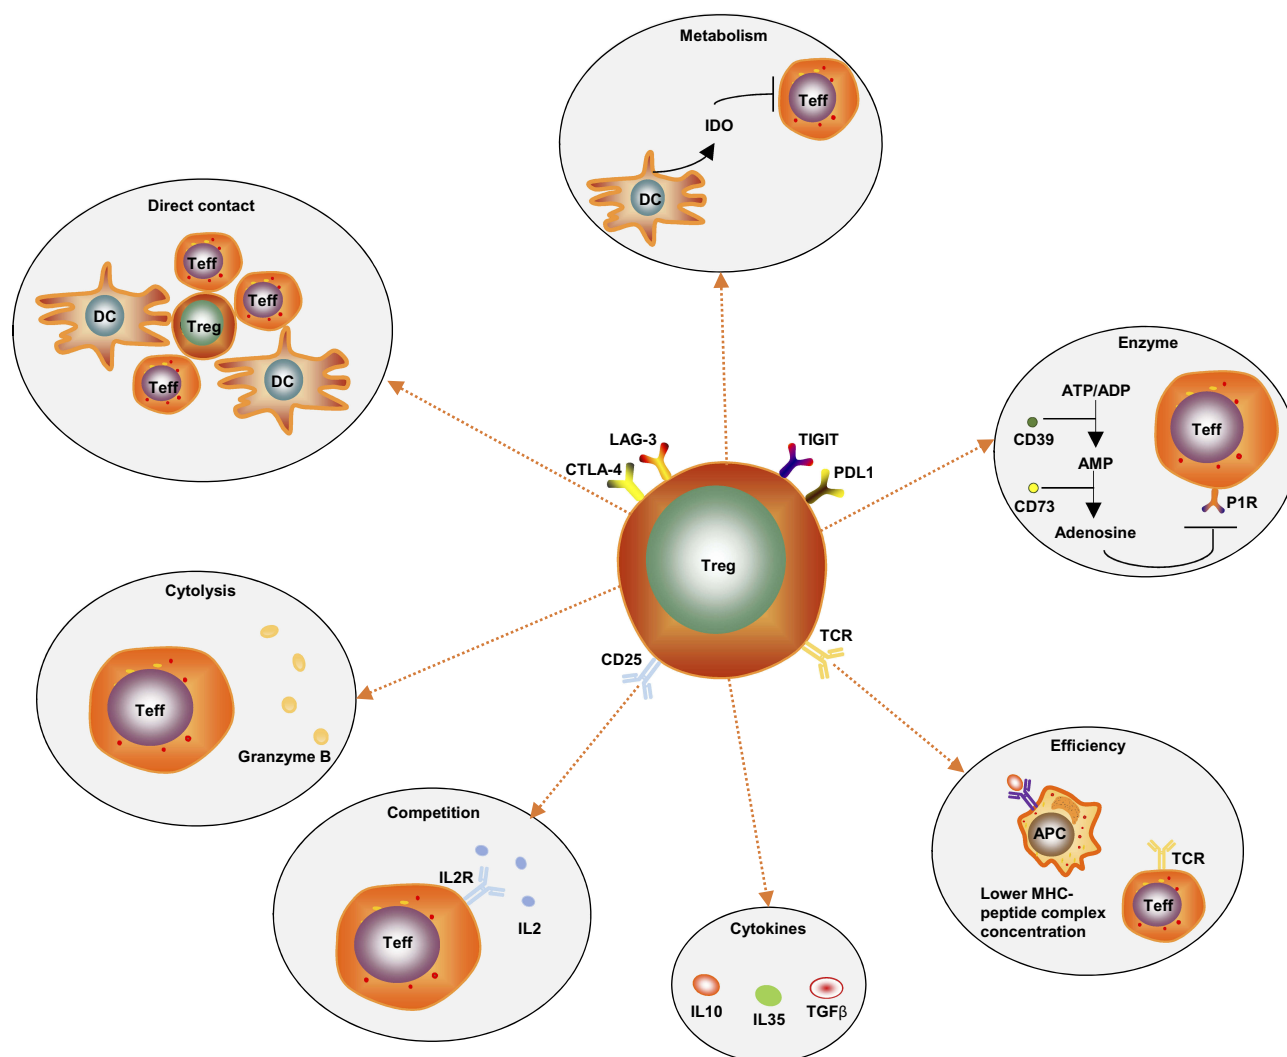 Metabolism
Teff
IDO
DC
Direct contact
Teff
Teff
DC
Treg
Teff
DC
Enzyme
ATP/ADP
Teff
CD39
AMP
CD73
P1R
Adenosine
LAG-3
TIGIT
CTLA-4
PDL1
Treg
TCR
CD25
Cytolysis
Teff
Granzyme B
Efficiency
APC
TCR
Lower MHC-
peptide complex
concentration
Teff
Competition
IL2R
IL2
Teff
Cytokines
IL10
IL35
TGFβ